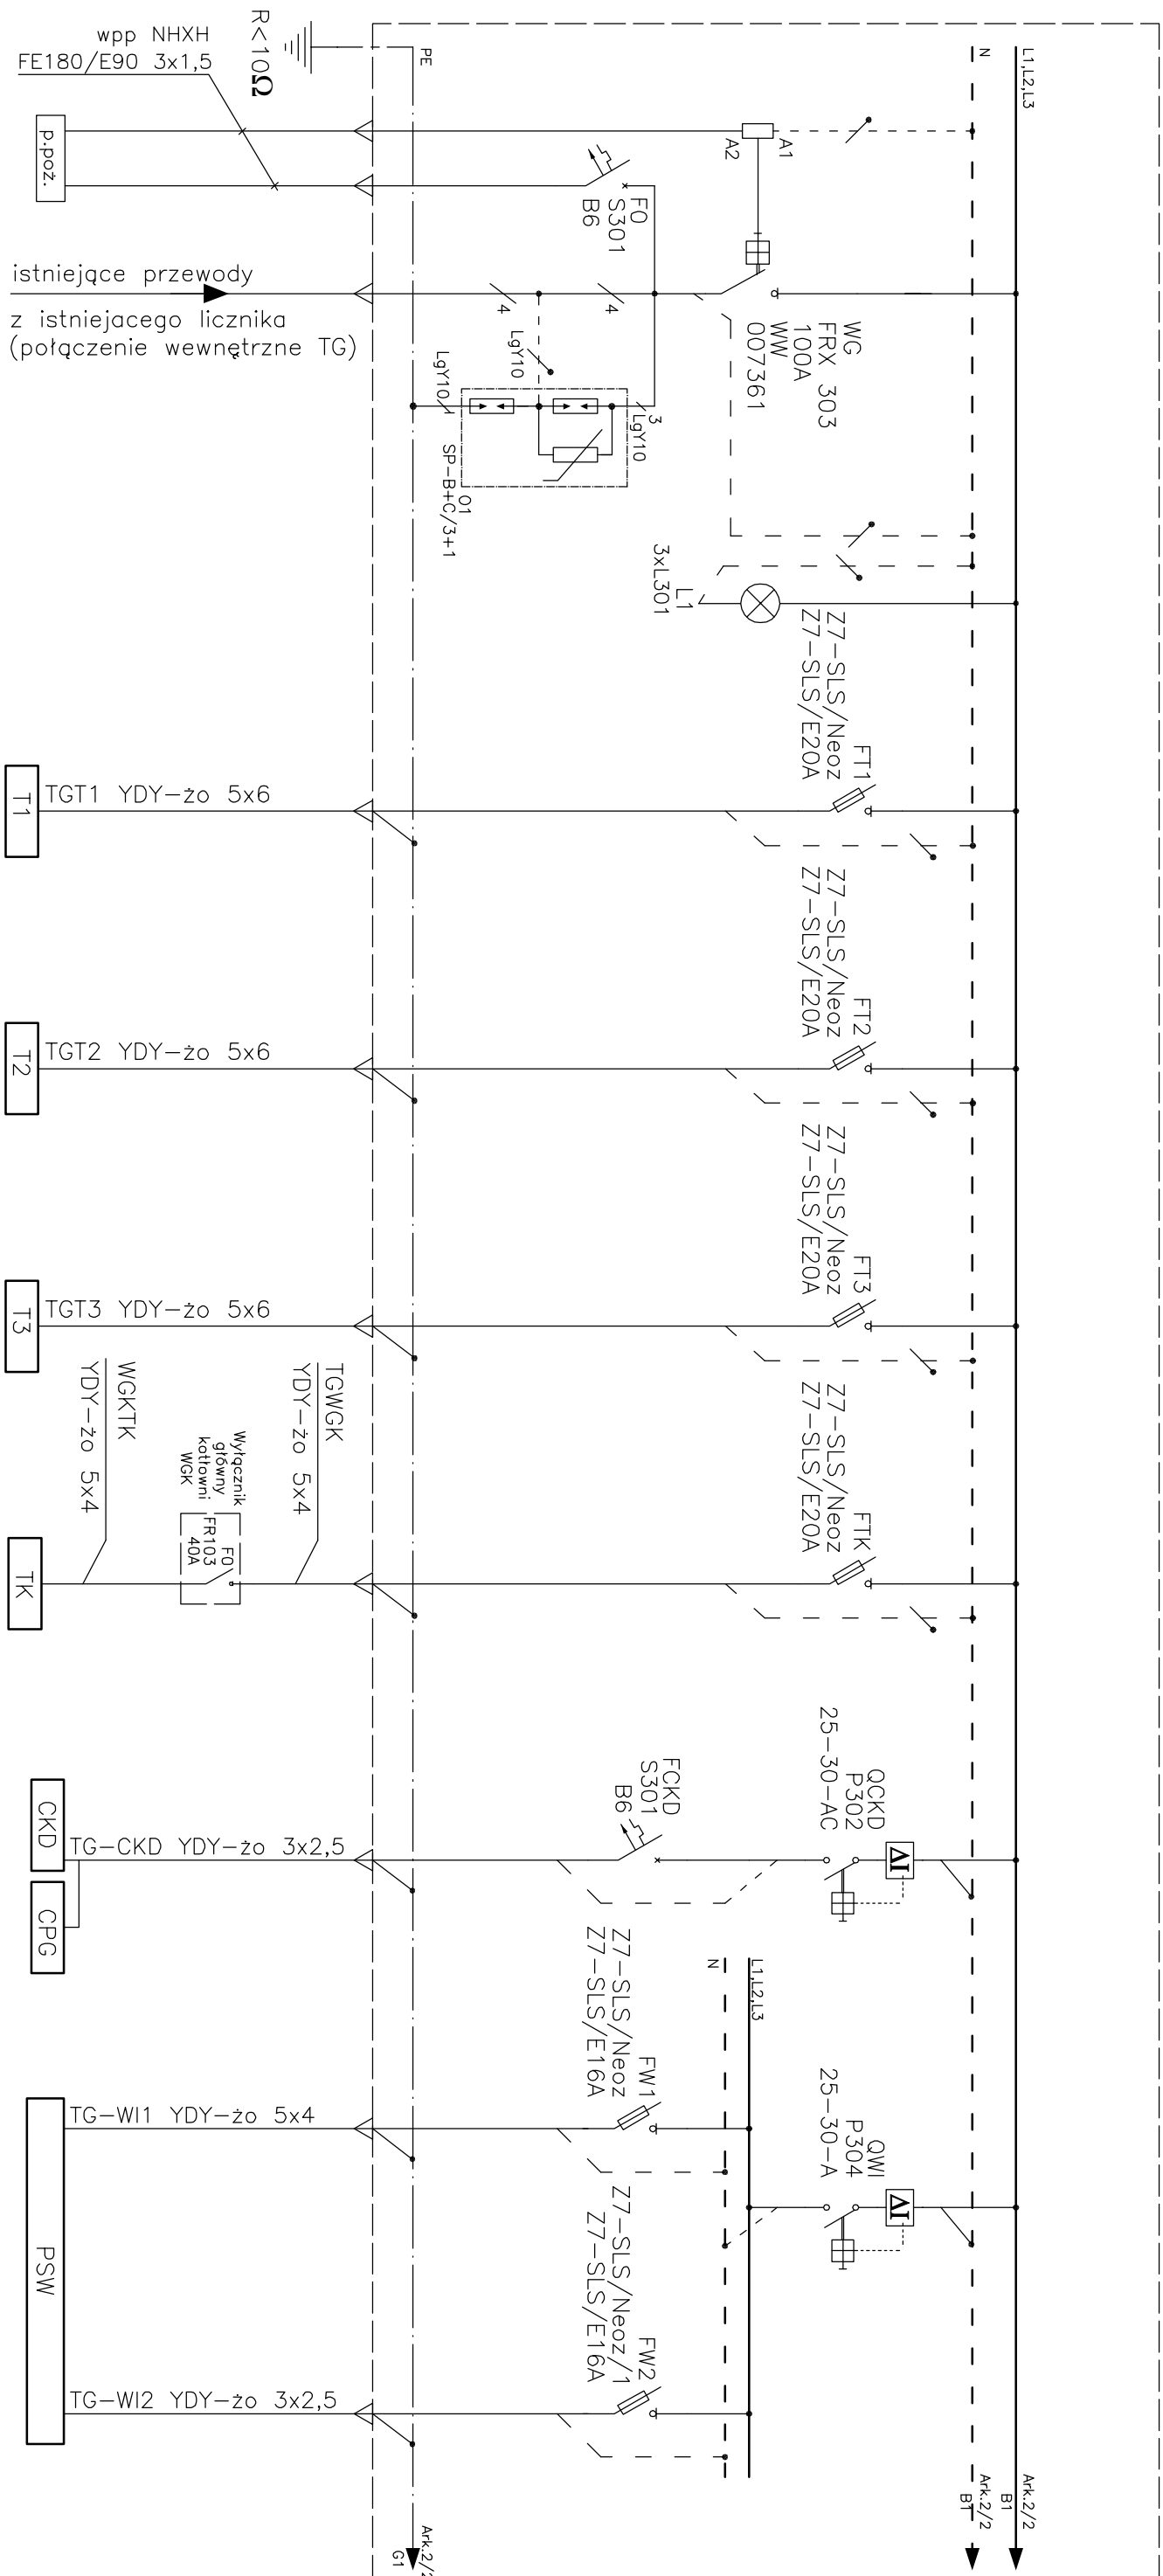 L1,L2,L3
N
PE
R<10Ω
wpp NHXH
FE180/E90 3x1,5
p.poż.
A1
A2
F0
S301
B6
istniejące przewody
z istniejacego licznika
(połączenie wewnętrzne TG)
4
4
LgY10
LgY10
3
LgY10
O1
SP-B+C/3+1
WG
FRX 303
100A
WW
007361
L1
3xL301
FT1
Z7-SLS/Neoz
Z7-SLS/E20A
TGT1 YDY-żo 5x6
T1
FT2
Z7-SLS/Neoz
Z7-SLS/E20A
TGT2 YDY-żo 5x6
T2
FT3
Z7-SLS/Neoz
Z7-SLS/E20A
TGT3 YDY-żo 5x6
T3
FTK
Z7-SLS/Neoz
Z7-SLS/E20A
TGWGK
YDY-żo 5x4
WGKTK
YDY-żo 5x4
Wyłącznik
główny
kotłowni
WGK
F0
FR103
40A
TK
QCKD
P302
25-30-AC
ΔI
FCKD
S301
B6
TG-CKD YDY-żo 3x2,5
CKD
CPG
L1,L2,L3
N
QWI
P304
25-30-A
ΔI
FW1
Z7-SLS/Neoz
Z7-SLS/E16A
TG-WI1 YDY-żo 5x4
FW2
Z7-SLS/Neoz/1
Z7-SLS/E16A
TG-WI2 YDY-żo 3x2,5
PSW
Ark.2/2
B1
Ark.2/2
B1
Ark.2/2
G1